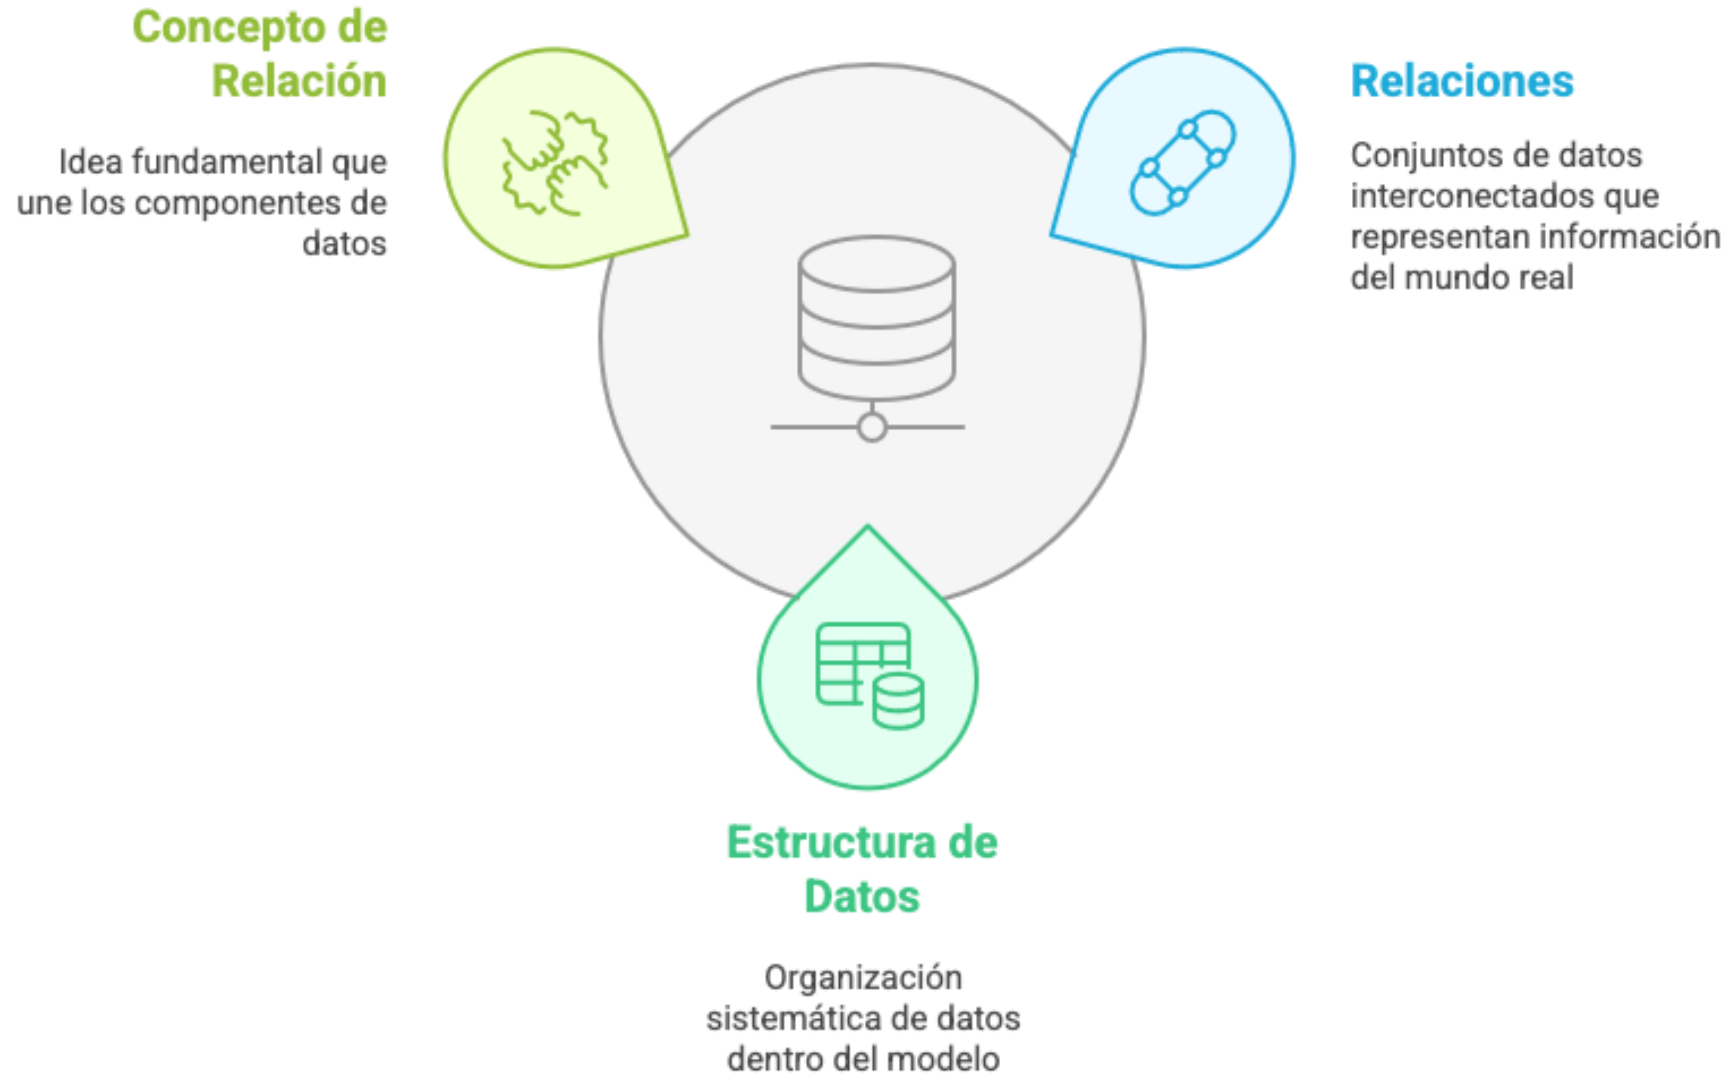 Concepto de
Relación
Idea fundamental que
une los componentes de
datos
Relaciones
Conjuntos de datos
interconectados que
representan información
del mundo real
Estructura de
Datos
Organización
sistemática de datos
dentro del modelo